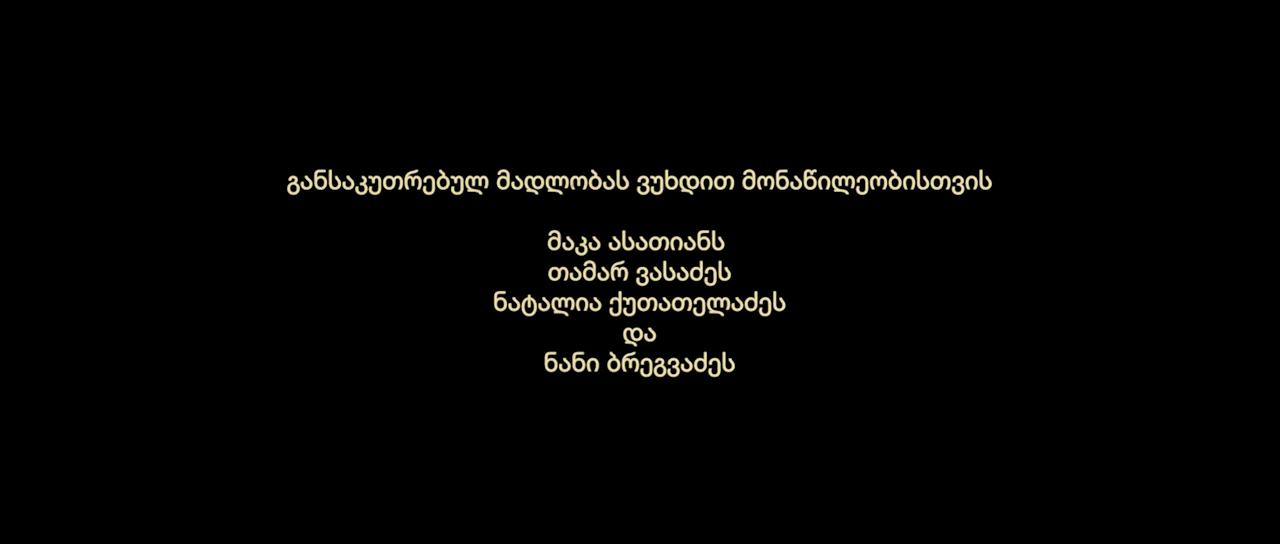 განსაკუთრებულ მადლობას ვუხდით მონაწილეობისთვის
მაკა ასათიანს
თამარ ვასაძეს
ნატალია ქუთათელაძეს
და
ნანი ბრეგვაძეს